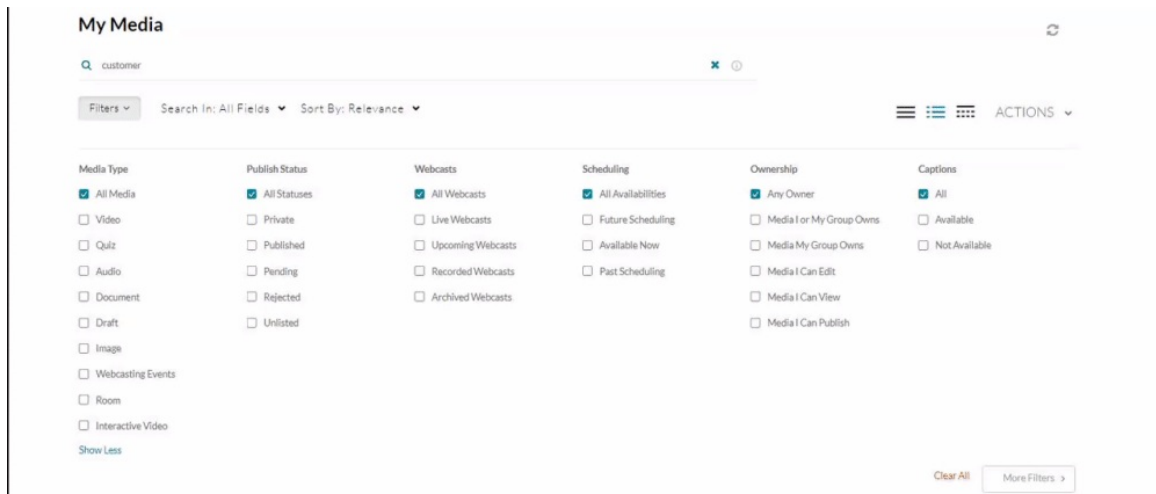 My Media
customer
Filters
Search In: All Fields
Sort By: Relevance
ACTIONS
Media Type
All Media
Video
Quiz
Audio
Document
Draft
Image
Webcasting Events
Room
Interactive Video
Show Less
Publish Status
All Statuses
Private
Published
Pending
Rejected
Unlisted
Webcasts
All Webcasts
Live Webcasts
Upcoming Webcasts
Recorded Webcasts
Archived Webcasts
Scheduling
All Availabilities
Future Scheduling
Available Now
Past Scheduling
Ownership
Any Owner
Media I or My Group Owns
Media My Group Owns
Media I Can Edit
Media I Can View
Media I Can Publish
Captions
All
Available
Not Available
Clear All
More Filters